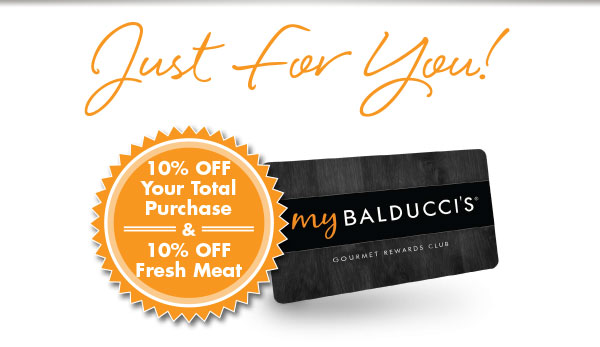 Just For You!
10% OFF
Your Total
Purchase
&
10% OFF
Fresh Meat
my BALDUCCI'S®
GOURMET REWARDS CLUB